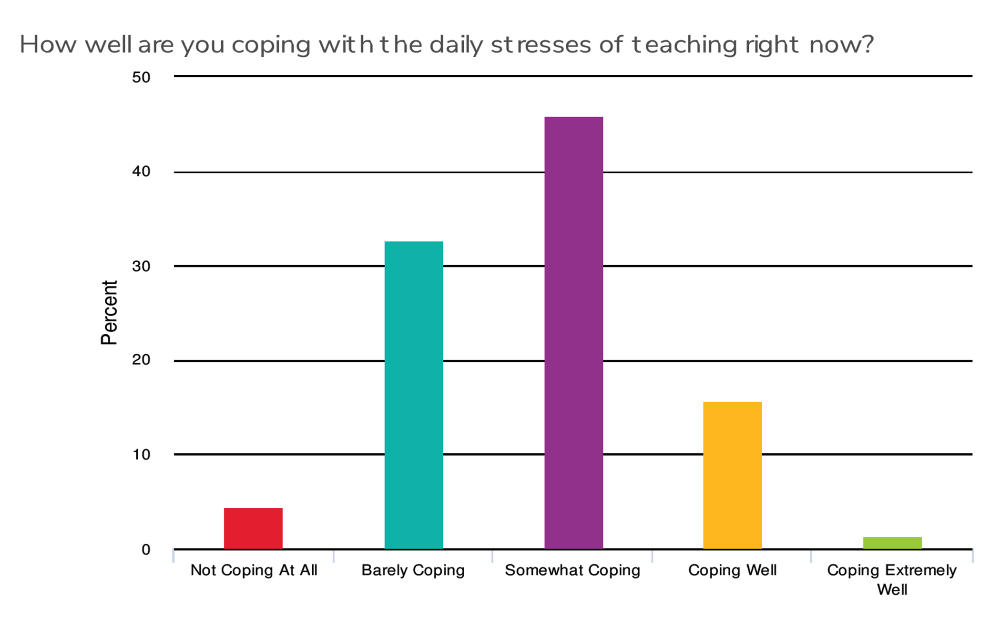 How well are you coping with the daily stresses of teaching right now?
50
40
30
20
10
0
Percent
Not Coping At All
Barely Coping
Somewhat Coping
Coping Well
Coping Extremely
Well